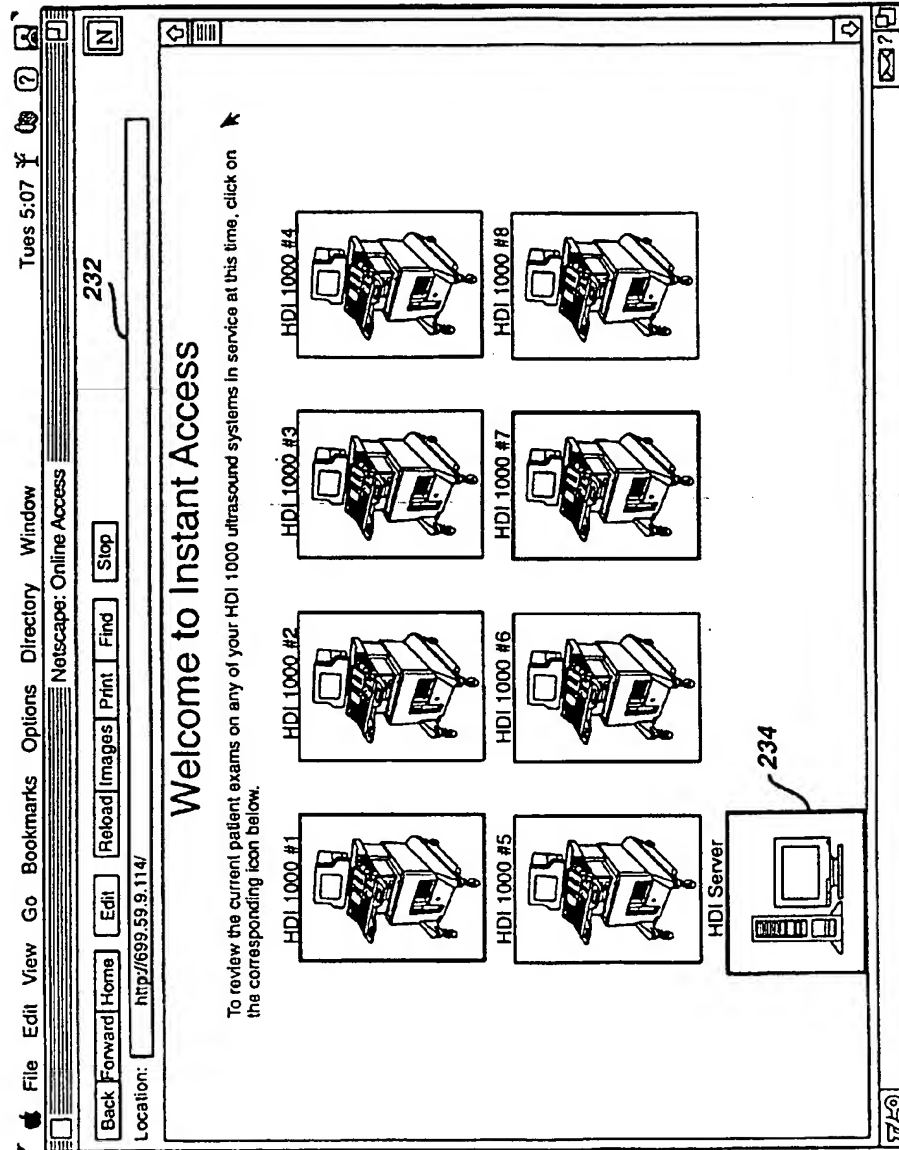 File Edit View Go Bookmarks Options Directory Window Tues 5:07 ?
Netscape: Online Access
Back Forward Home Edit Reload Images Print Find Stop
N
232
Location: http://699.59.9.114/
Welcome to Instant Access
To review the current patient exams on any of your HDI 1000 ultrasound systems in service at this time, click on
the corresponding icon below.
HDI 1000 #1 HDI 1000 #2 HDI 1000 #3 HDI 1000 #4
HDI 1000 #5 HDI 1000 #6 HDI 1000 #7 HDI 1000 #8
HDI Server
234
?